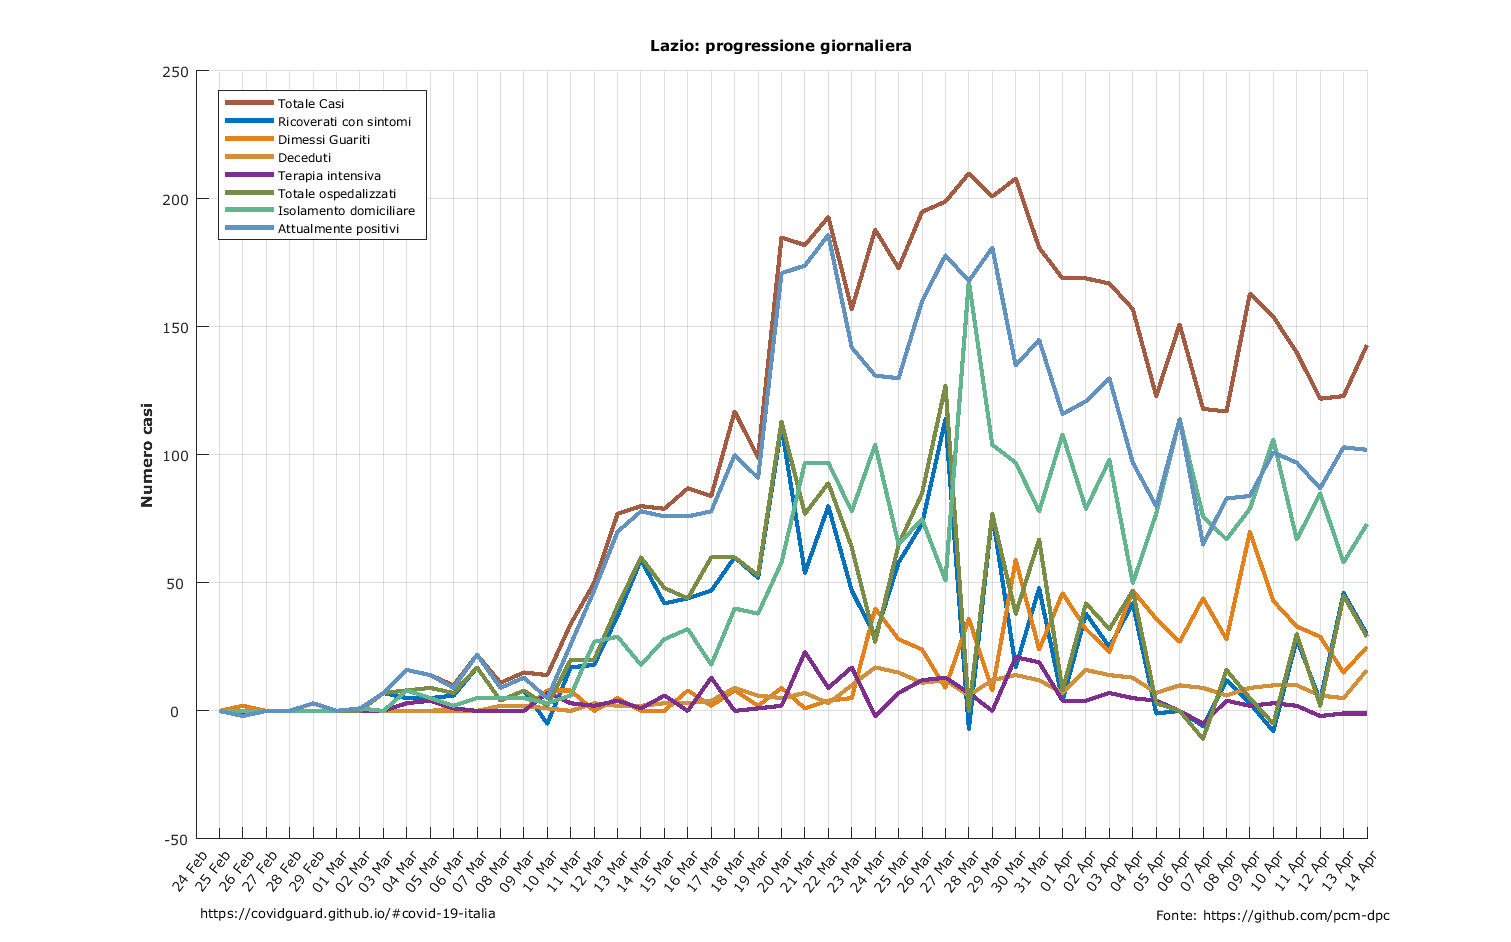 Lazio: progressione giornaliera
250
200
150
100
50
0
-50
Numero casi
Totale Casi
Ricoverati con sintomi
Dimessi Guariti
Deceduti
Terapia intensiva
Totale ospedalizzati
Isolamento domiciliare
Attualmente positivi
24 Feb
25 Feb
26 Feb
27 Feb
28 Feb
29 Feb
01 Mar
02 Mar
03 Mar
04 Mar
05 Mar
06 Mar
07 Mar
08 Mar
09 Mar
10 Mar
11 Mar
12 Mar
13 Mar
14 Mar
15 Mar
16 Mar
17 Mar
18 Mar
19 Mar
20 Mar
21 Mar
22 Mar
23 Mar
24 Mar
25 Mar
26 Mar
27 Mar
28 Mar
29 Mar
30 Mar
31 Mar
01 Apr
02 Apr
03 Apr
04 Apr
05 Apr
06 Apr
07 Apr
08 Apr
09 Apr
10 Apr
11 Apr
12 Apr
13 Apr
14 Apr
https://covidguard.github.io/#covid-19-italia
Fonte: https://github.com/pcm-dpc